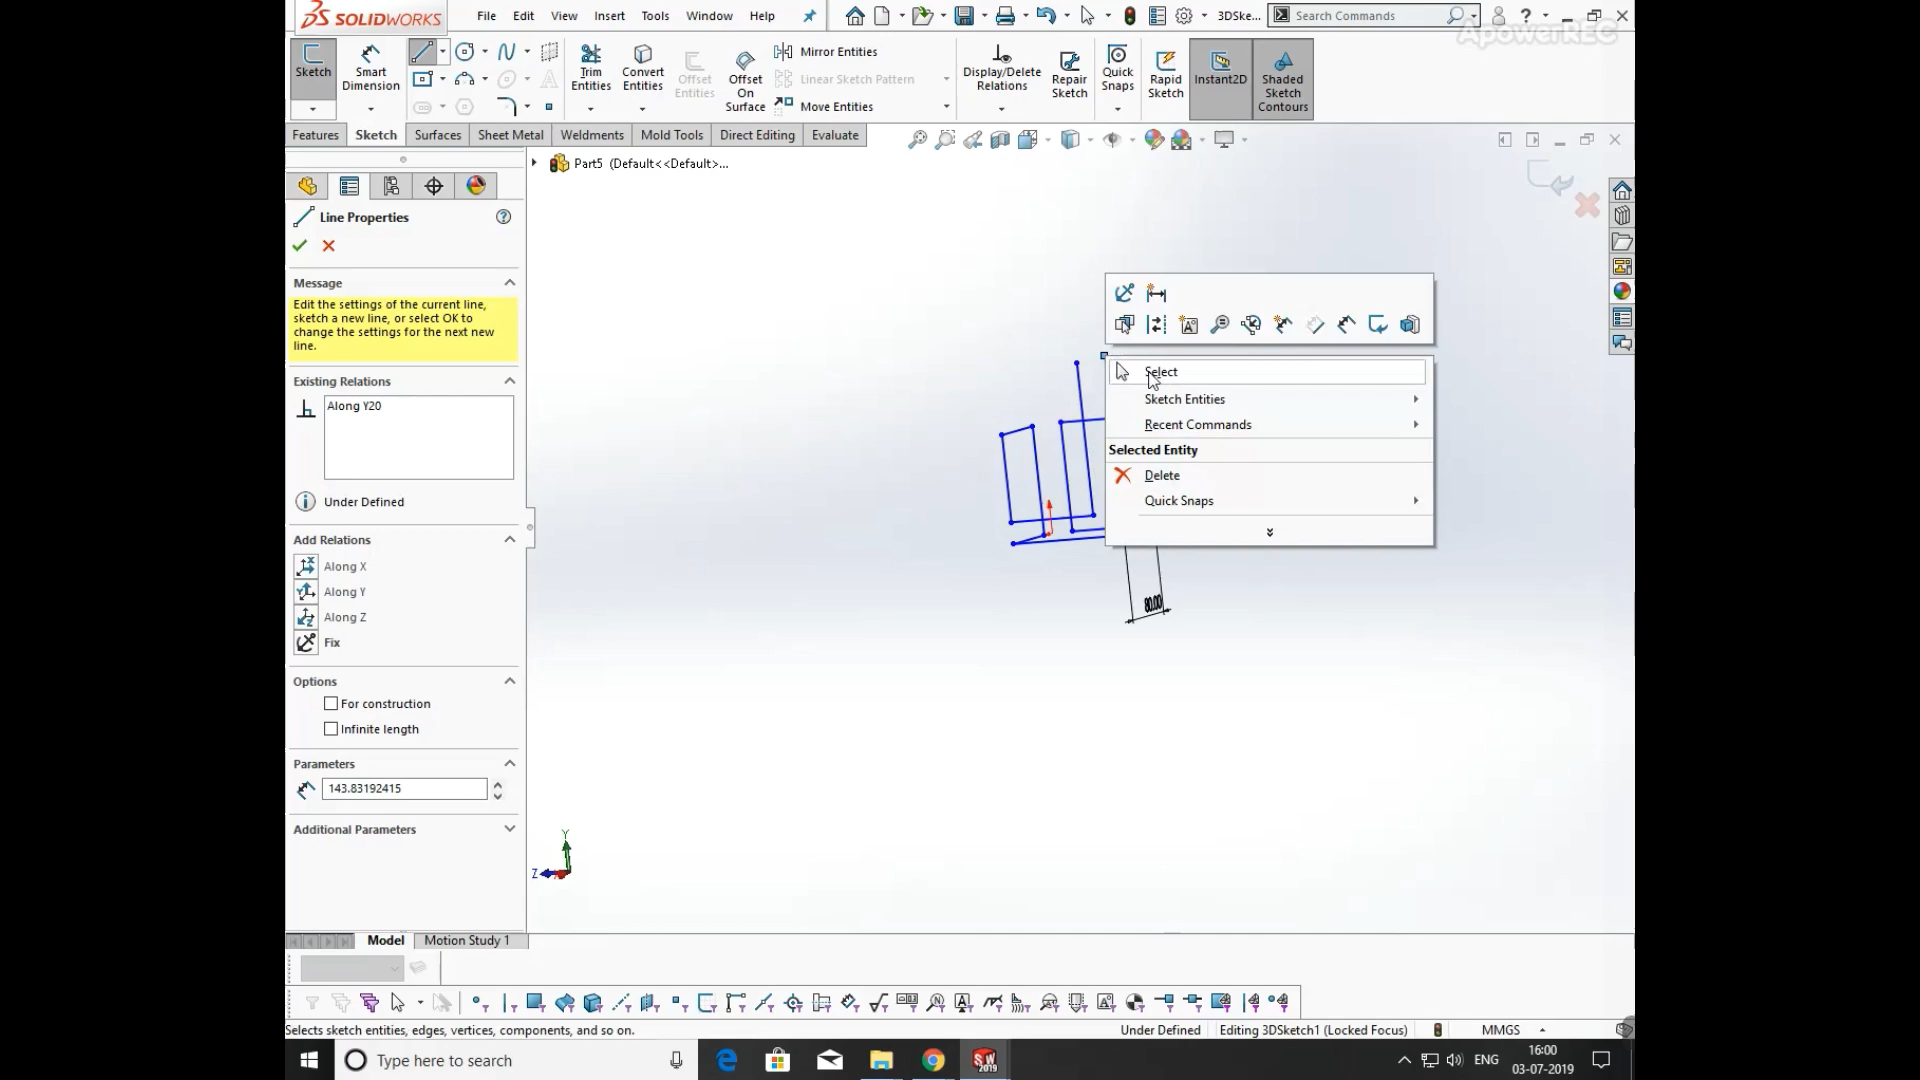 SOLIDWORKS File Edit View Insert Tools Window Help 3DSke... Search Commands ?
ApowerREC
Sketch Smart Dimension Trim Entities Convert Entities Offset Entities Offset On Surface Mirror Entities Linear Sketch Pattern Move Entities Display/Delete Relations Repair Sketch Quick Snaps Rapid Sketch Instant2D Shaded Sketch Contours
Features Sketch Surfaces Sheet Metal Weldments Mold Tools Direct Editing Evaluate
Part5 (Default<<Default>...
Line Properties
Message
Edit the settings of the current line,
sketch a new line, or select OK to
change the settings for the next new
line.
Existing Relations
Along Y20
Under Defined
Add Relations
Along X
Along Y
Along Z
Fix
Options
For construction
Infinite length
Parameters
143.83192415
Additional Parameters
Select
Sketch Entities
Recent Commands
Selected Entity
Delete
Quick Snaps
80.00
Y
Z
Model Motion Study 1
Selects sketch entities, edges, vertices, components, and so on. Under Defined Editing 3DSketch1 (Locked Focus) MMGS
Type here to search SW 2019 ENG 16:00
03-07-2019